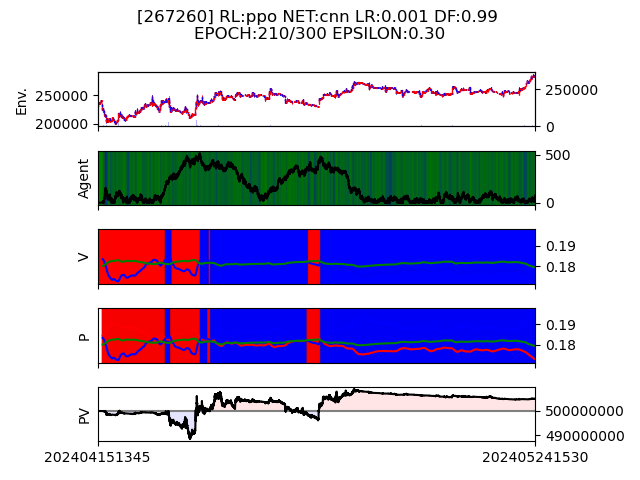 [267260] RL:ppo NET:cnn LR:0.001 DF:0.99
EPOCH:210/300 EPSILON:0.30
Env.
250000
200000
250000
0
Agent
500
0
V
0.19
0.18
P
0.19
0.18
PV
500000000
490000000
202404151345
202405241530